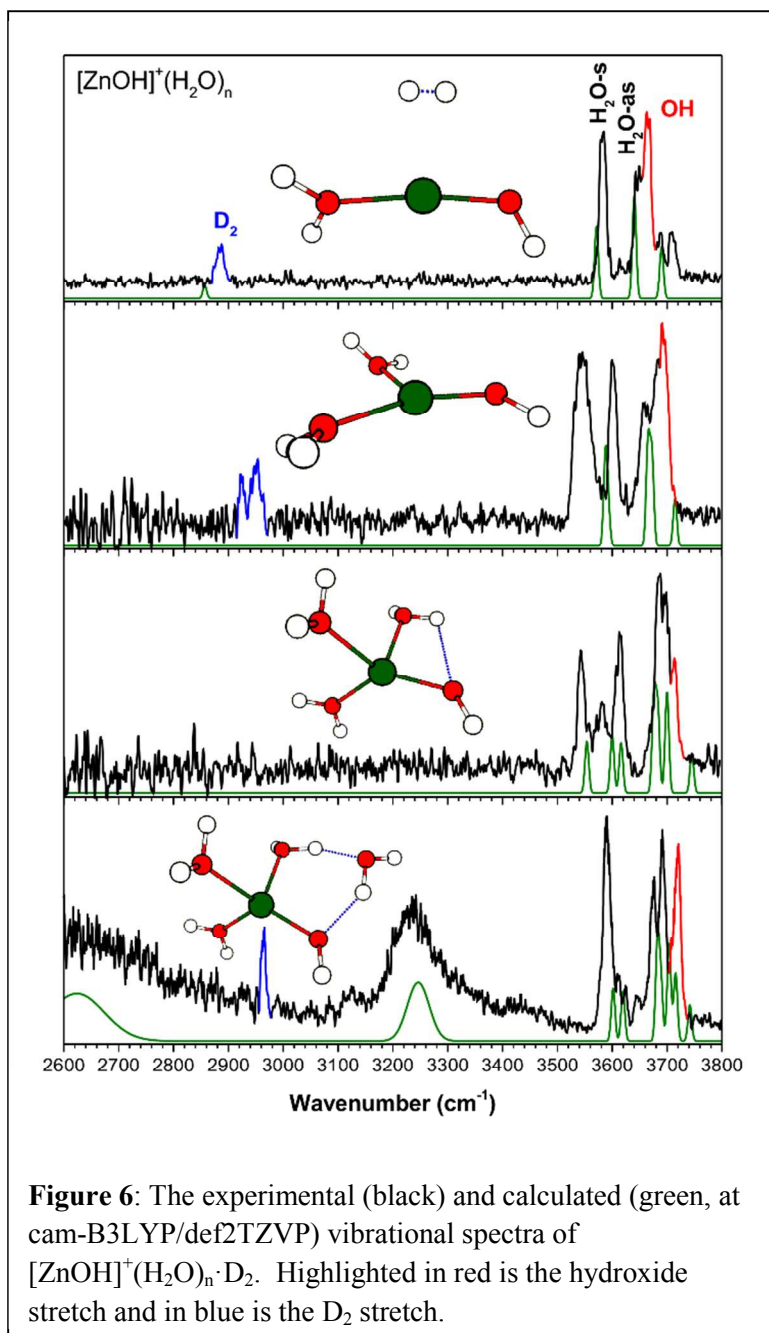 [ZnOH]⁺(H₂O)ₙ
H₂O-s
H₂O-as
OH
D₂
2600 2700 2800 2900 3000 3100 3200 3300 3400 3500 3600 3700 3800
Wavenumber (cm⁻¹)
Figure 6: The experimental (black) and calculated (green, at
cam-B3LYP/def2TZVP) vibrational spectra of
[ZnOH]⁺(H₂O)ₙ·D₂. Highlighted in red is the hydroxide
stretch and in blue is the D₂ stretch.